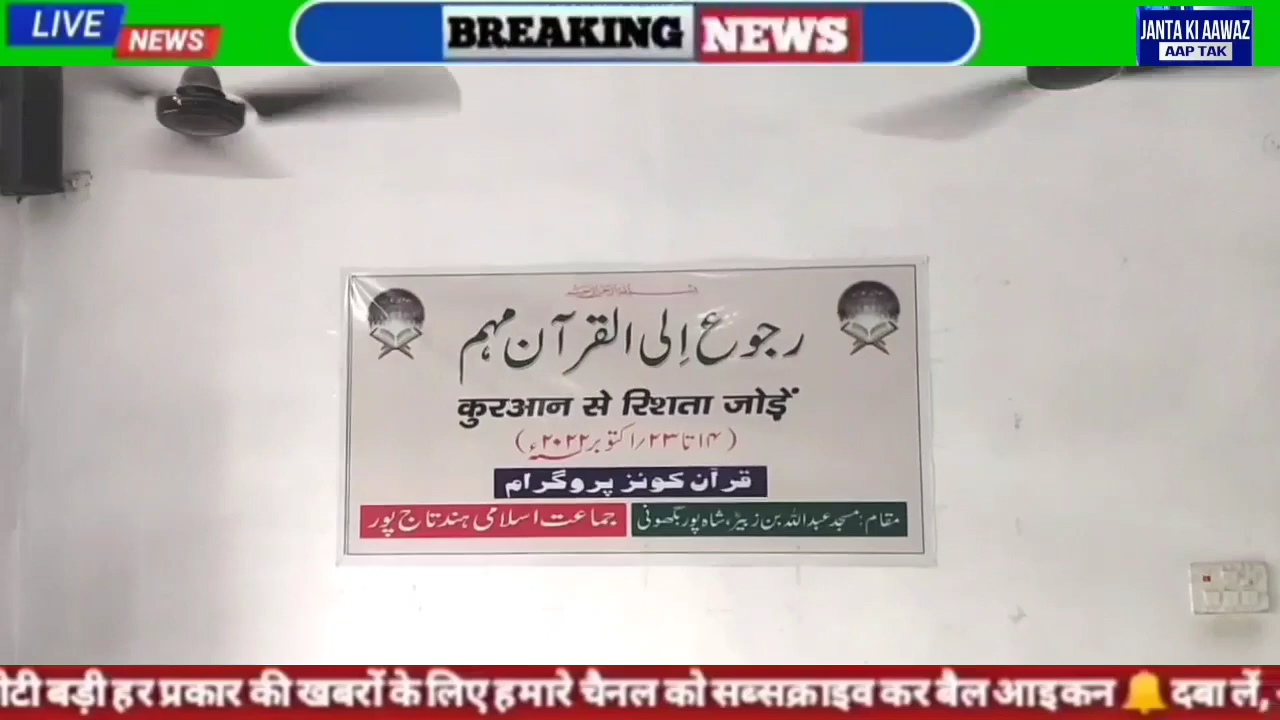 LIVE
NEWS
BREAKING NEWS
JANTA KI AAWAZ
AAP TAK
رجوع اِلی القرآن مہم
कुरआन से रिशता जोड़ें
(۱۴ تا ۲۳/اکتوبر ۲۰۲۲ء)
قرآن کوئز پروگرام
مقام: مسجد عبداللہ بن زبیرؓ، شاہ پور بگھونی
جماعت اسلامی ہند تاج پور
बड़ी हर प्रकार की खबरों के लिए हमारे चैनल को सब्सक्राइव कर बैल आइकन 🔔 दबा लें,